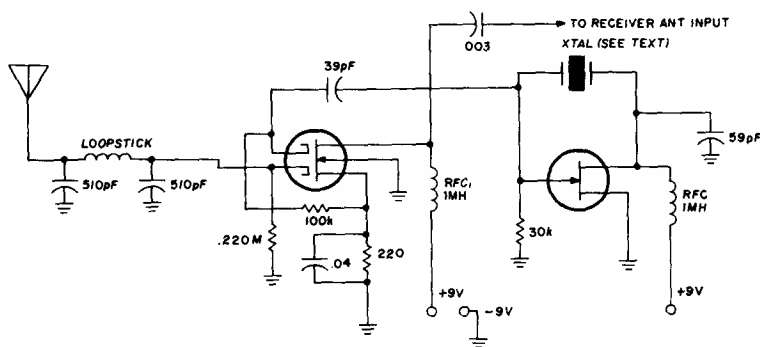 TO RECEIVER ANT INPUT
.003
XTAL (SEE TEXT)
39pF
59pF
LOOPSTICK
510pF
510pF
RFC1
1MH
RFC
1MH
100k
.220M
.04
220
30k
+9V
-9V
+9V